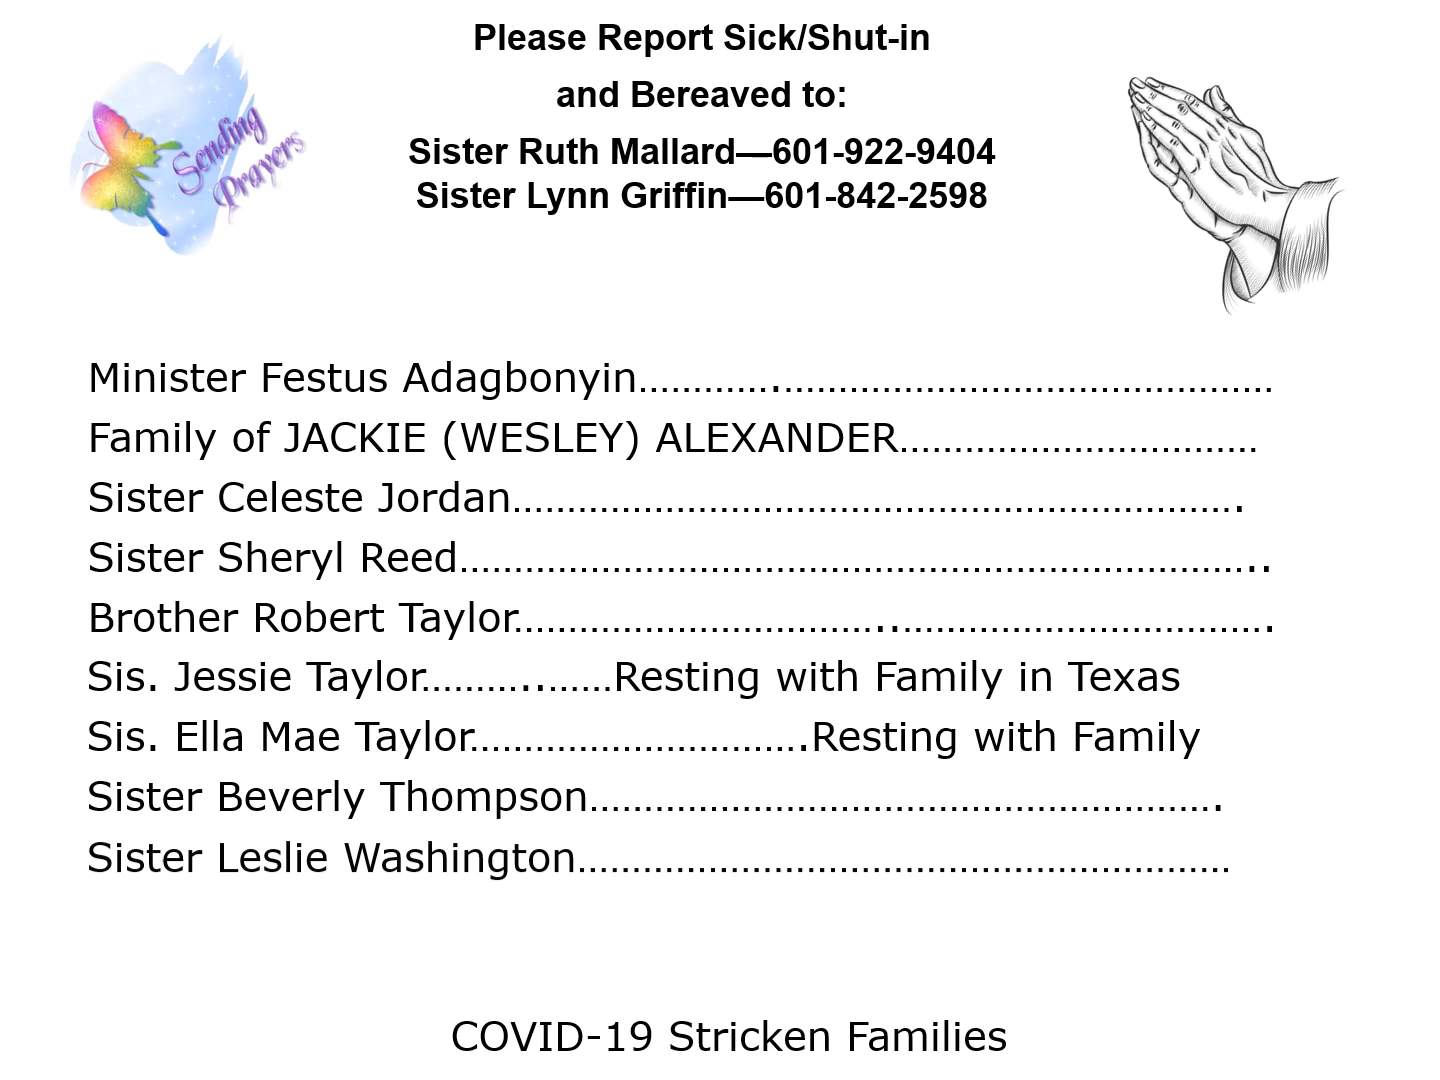 Please Report Sick/Shut-in
and Bereaved to:
Sister Ruth Mallard—601-922-9404
Sister Lynn Griffin—601-842-2598
Sending
Prayers
Minister Festus Adagbonyin………….………………………………………
Family of JACKIE (WESLEY) ALEXANDER……………………………
Sister Celeste Jordan………………………………………………………….
Sister Sheryl Reed………………………………………………………………..
Brother Robert Taylor……………………………..…………………………….
Sis. Jessie Taylor………..……Resting with Family in Texas
Sis. Ella Mae Taylor………………………….Resting with Family
Sister Beverly Thompson………………………………………………….
Sister Leslie Washington……………………………………………………
COVID-19 Stricken Families